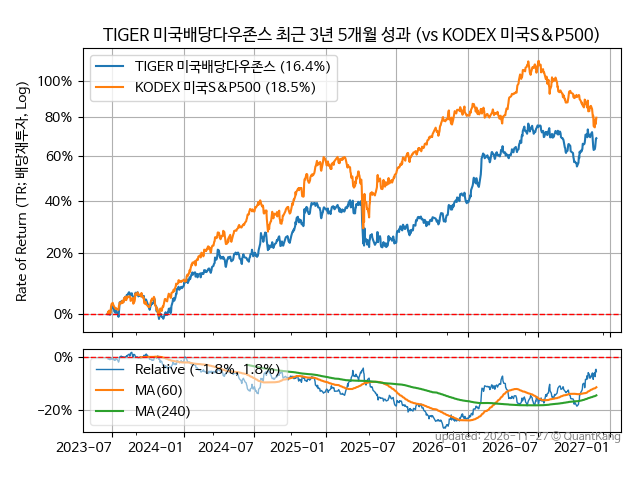 TIGER 미국배당다우존스 최근 3년 5개월 성과 (vs KODEX 미국S&P500)
Rate of Return (TR: 배당재투자, Log)
TIGER 미국배당다우존스 (16.4%)
KODEX 미국S&P500 (18.5%)
100%
80%
60%
40%
20%
0%
0%
−20%
Relative (−1.8%, 1.8%)
MA(60)
MA(240)
2023-07 2024-01 2024-07 2025-01 2025-07 2026-01 2026-07 2027-01
updated: 2026-11-27 © QuantKang